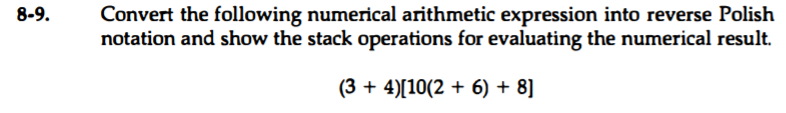 8-9. Convert the following numerical arithmetic expression into reverse Polish
notation and show the stack operations for evaluating the numerical result.
(3 + 4)[10(2 + 6) + 8]